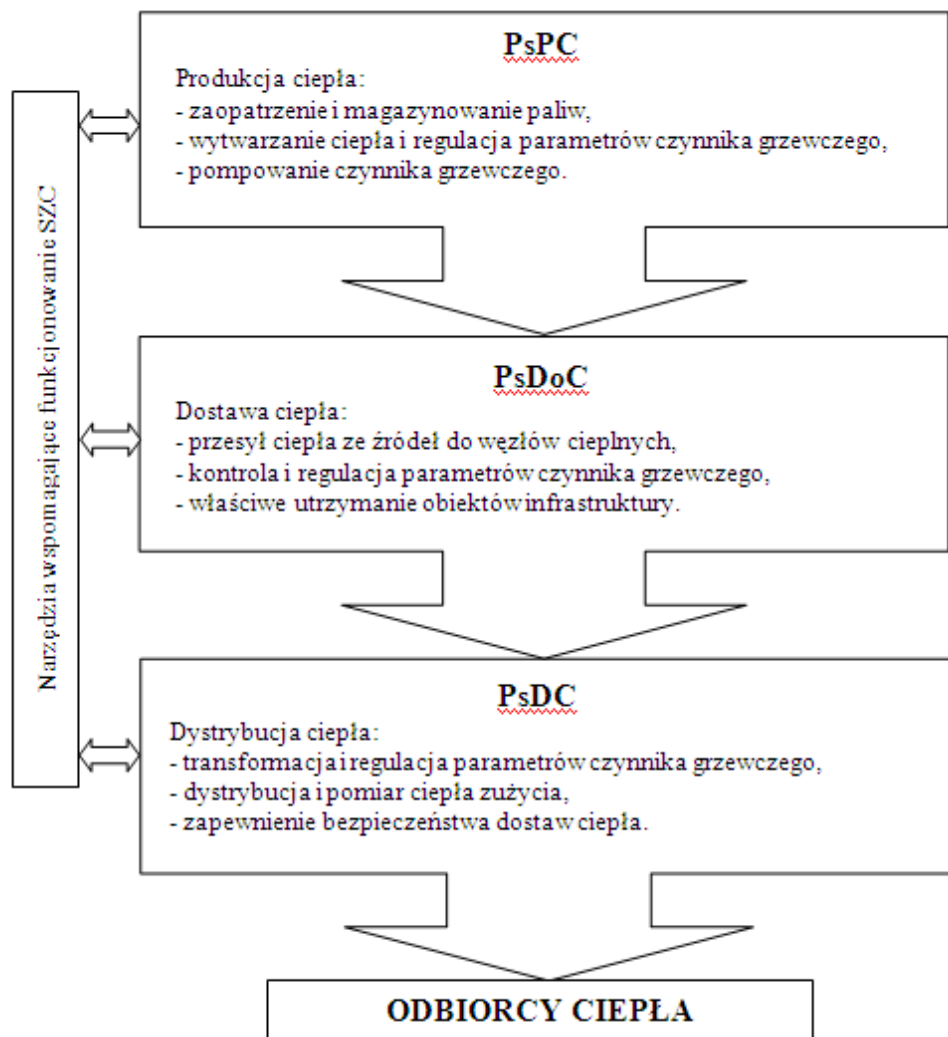 PsPC
Produkcja ciepła:
- zaopatrzenie i magazynowanie paliw,
- wytwarzanie ciepła i regulacja parametrów czynnika grzewczego,
- pompowanie czynnika grzewczego.
Narzędzia wspomagające funkcjonowanie SZC
PsDoC
Dostawa ciepła:
- przesył ciepła ze źródeł do węzłów cieplnych,
- kontrola i regulacja parametrów czynnika grzewczego,
- właściwe utrzymanie obiektów infrastruktury.
PsDC
Dystrybucja ciepła:
- transformacja i regulacja parametrów czynnika grzewczego,
- dystrybucja i pomiar ciepła zużycia,
- zapewnienie bezpieczeństwa dostaw ciepła.
ODBIORCY CIEPŁA